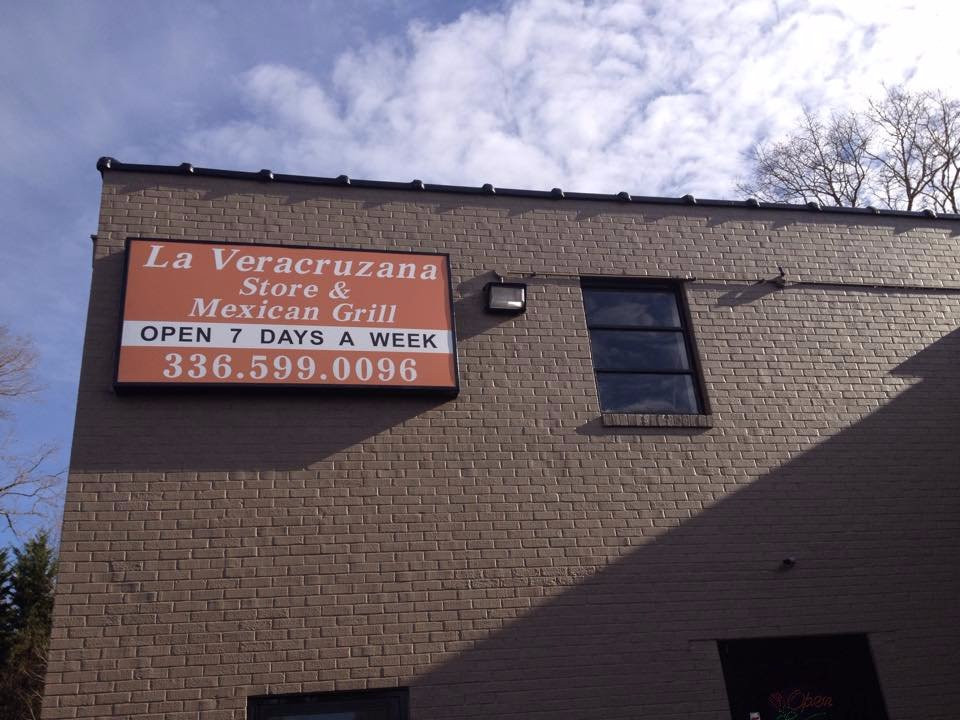 La Veracruzana
Store &
Mexican Grill
OPEN 7 DAYS A WEEK
336.599.0096
Open